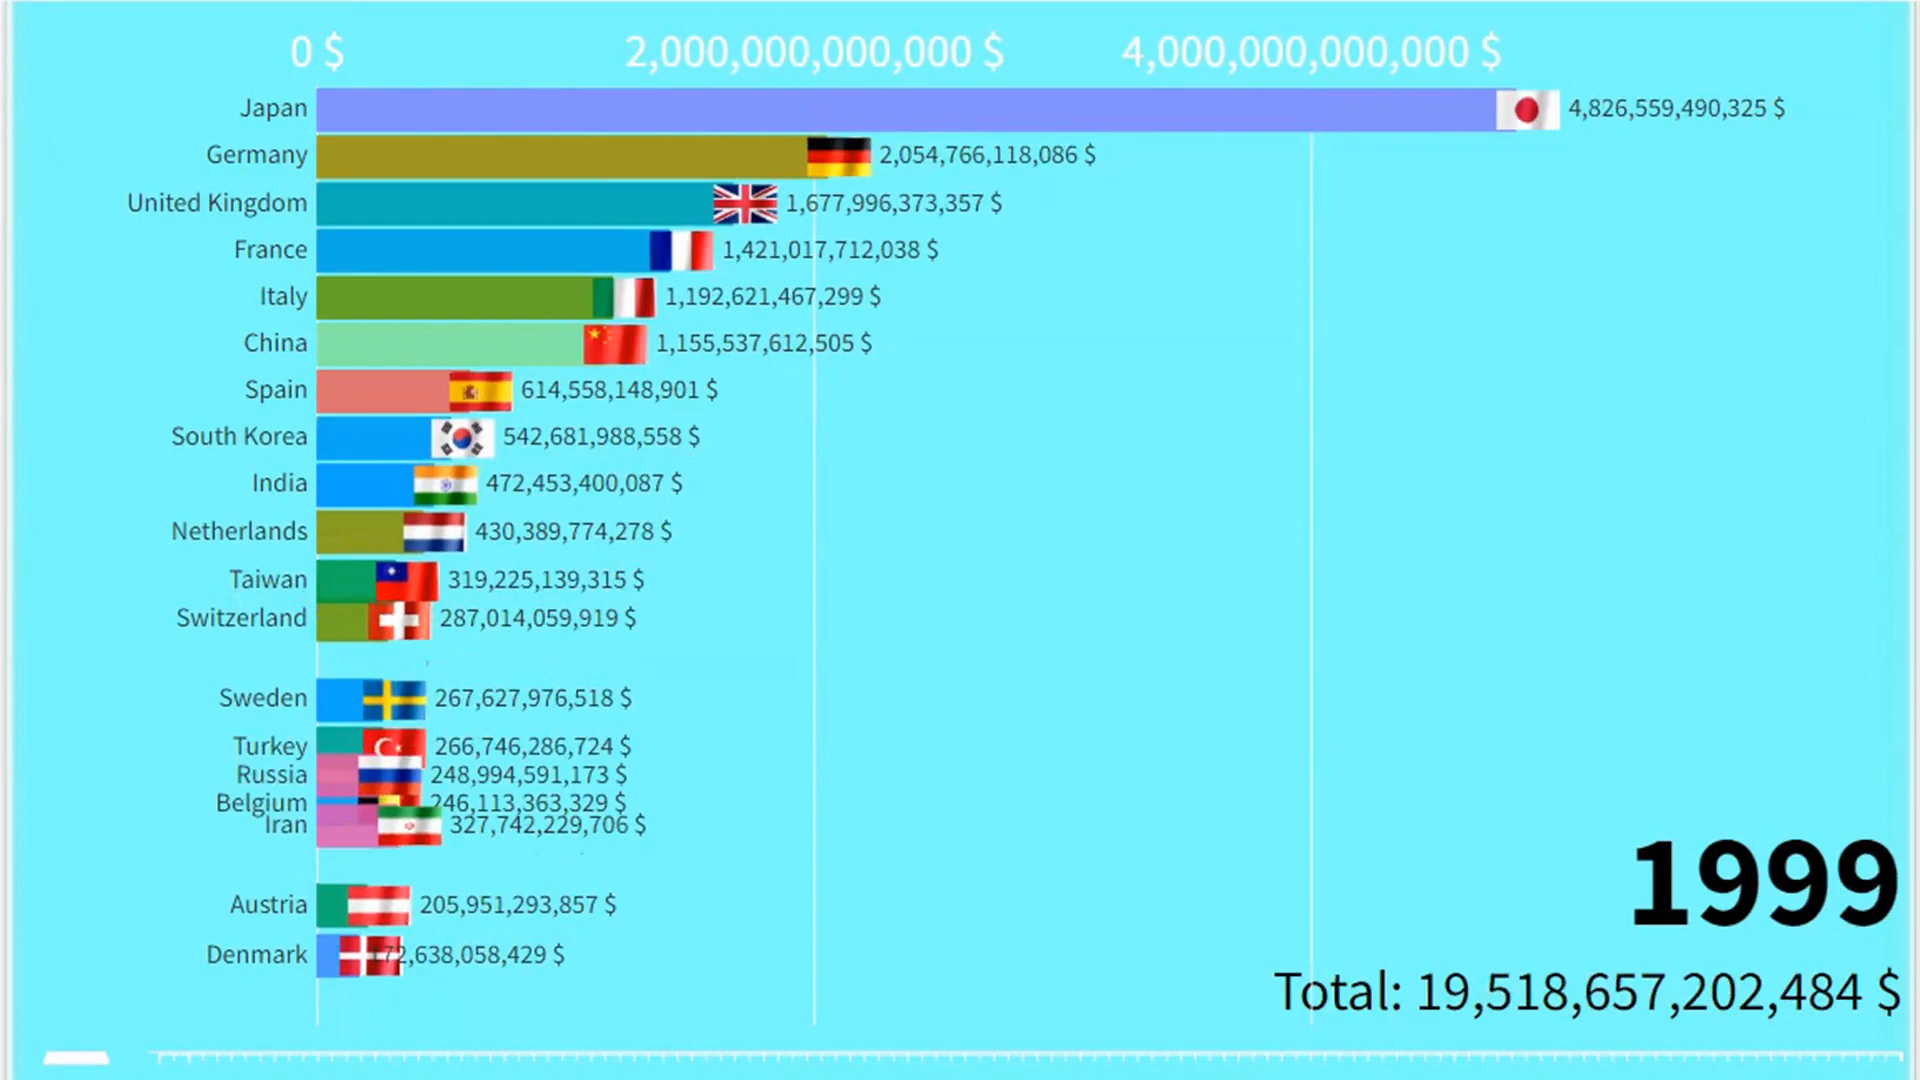 0 $ 2,000,000,000,000 $ 4,000,000,000,000 $
Japan 4,826,559,490,325 $
Germany 2,054,766,118,086 $
United Kingdom 1,677,996,373,357 $
France 1,421,017,712,038 $
Italy 1,192,621,467,299 $
China 1,155,537,612,505 $
Spain 614,558,148,901 $
South Korea 542,681,988,558 $
India 472,453,400,087 $
Netherlands 430,389,774,278 $
Taiwan 319,225,139,315 $
Switzerland 287,014,059,919 $
Sweden 267,627,976,518 $
Turkey 266,746,286,724 $
Russia 248,994,591,173 $
Belgium 246,113,363,329 $
Iran 327,742,229,706 $
Austria 205,951,293,857 $
Denmark 172,638,058,429 $
1999
Total: 19,518,657,202,484 $